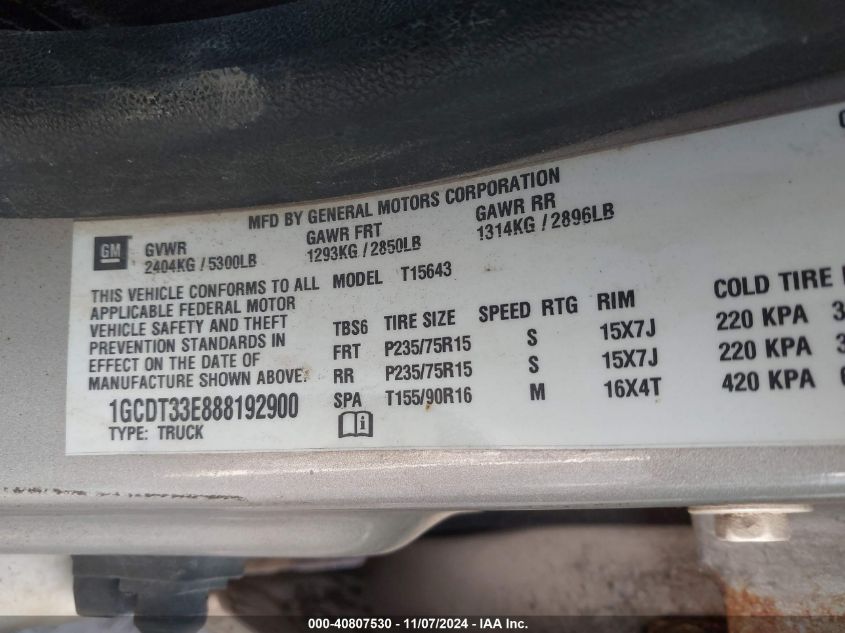 MFD BY GENERAL MOTORS CORPORATION
GM
GVWR GAWR FRT GAWR RR
2404KG / 5300LB 1293KG / 2850LB 1314KG / 2896LB
THIS VEHICLE CONFORMS TO ALL
APPLICABLE FEDERAL MOTOR
VEHICLE SAFETY AND THEFT
PREVENTION STANDARDS IN
EFFECT ON THE DATE OF
MANUFACTURE SHOWN ABOVE.
1GCDT33E888192900
TYPE: TRUCK
MODEL T15643
TBS6 TIRE SIZE SPEED RTG RIM COLD TIRE
FRT P235/75R15 S 15X7J 220 KPA
RR P235/75R15 S 15X7J 220 KPA
SPA T155/90R16 M 16X4T 420 KPA
000-40807530 - 11/07/2024 - IAA Inc.